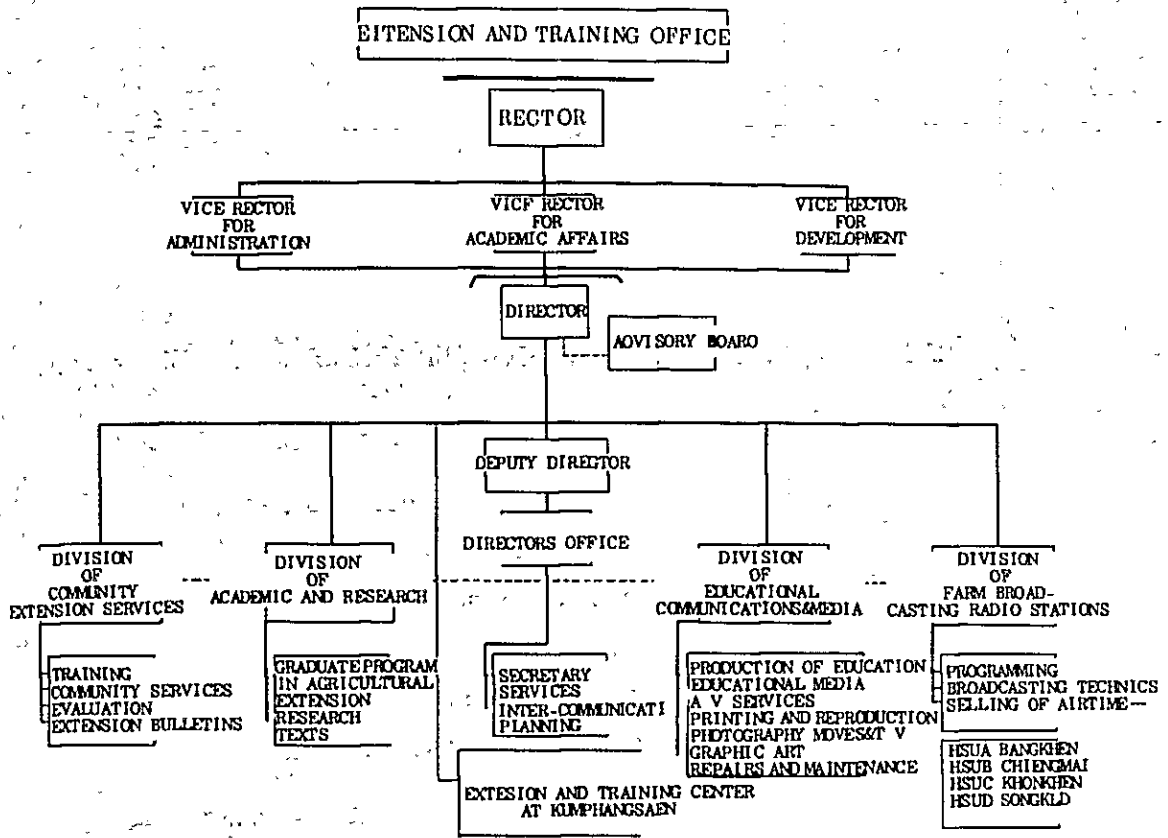 EITENSION AND TRAINING OFFICE
RECTOR
VICE RECTOR
FOR
ADMINISTRATION
VICF RECTOR
FOR
ACADEMIC AFFAIRS
VICE RECTOR
FOR
DEVELOPMENT
DIRECTOR
AOVISORY BOARO
DEPUTY DIREGTOR
DIRECTORS OFFICE
DIVISION
OF
COMMUNITY
EXTENSION SERVICES
DIVISION
OF
ACADEMIC AND RESEARCH
DIVISION
OF
EDUCATIONAL
COMMUNICATIONS&MEDIA
DIVISION
OF
FARM BROAD-
CASTING RADIO STATIONS
TRAINING
COMMUNITY SERVICES
EVALUATION
EXTENSION BULLETINS
GRADUATE PROGRAM
IN AGRICULTURAL
EXTENSION
RESEARCH
TEXTS
SECRETARY
SERVICES
INTER-COMMUNICATI
PLANNING
PRODUCTION OF EDUCATION
EDUCATIONAL MEDIA
A V SERVICES
PRINTING AND REPRODUCTION
PHOTOGRAPHY MOVES&T V
GRAPHIC ART
REPAIRS AND MAINTENANCE
PROGRAMMING
BROADCASTING TECHNICS
SELLING OF AIRTIME—
HSUA BANGKHEN
HSUB CHIENGMAI
HSUC KHONKHEN
HSUD SONGKLD
EXTESION AND TRAINING CENTER
AT KUMPHANGSAEN